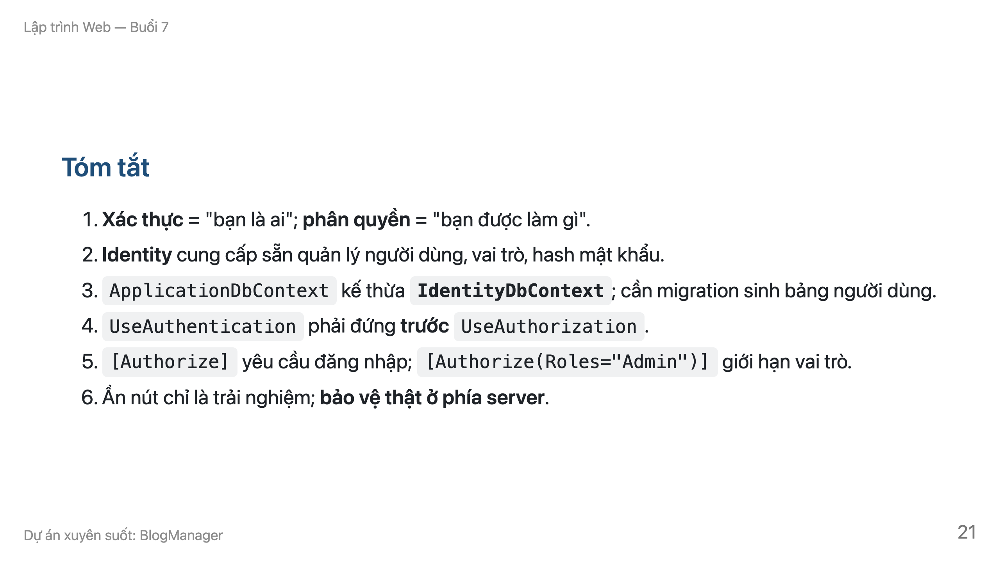 Lập trình Web — Buổi 7
Tóm tắt
1. Xác thực = "bạn là ai"; phân quyền = "bạn được làm gì".
2. Identity cung cấp sẵn quản lý người dùng, vai trò, hash mật khẩu.
3. ApplicationDbContext kế thừa IdentityDbContext; cần migration sinh bảng người dùng.
4. UseAuthentication phải đứng trước UseAuthorization.
5. [Authorize] yêu cầu đăng nhập; [Authorize(Roles="Admin")] giới hạn vai trò.
6. Ẩn nút chỉ là trải nghiệm; bảo vệ thật ở phía server.
Dự án xuyên suốt: BlogManager
21